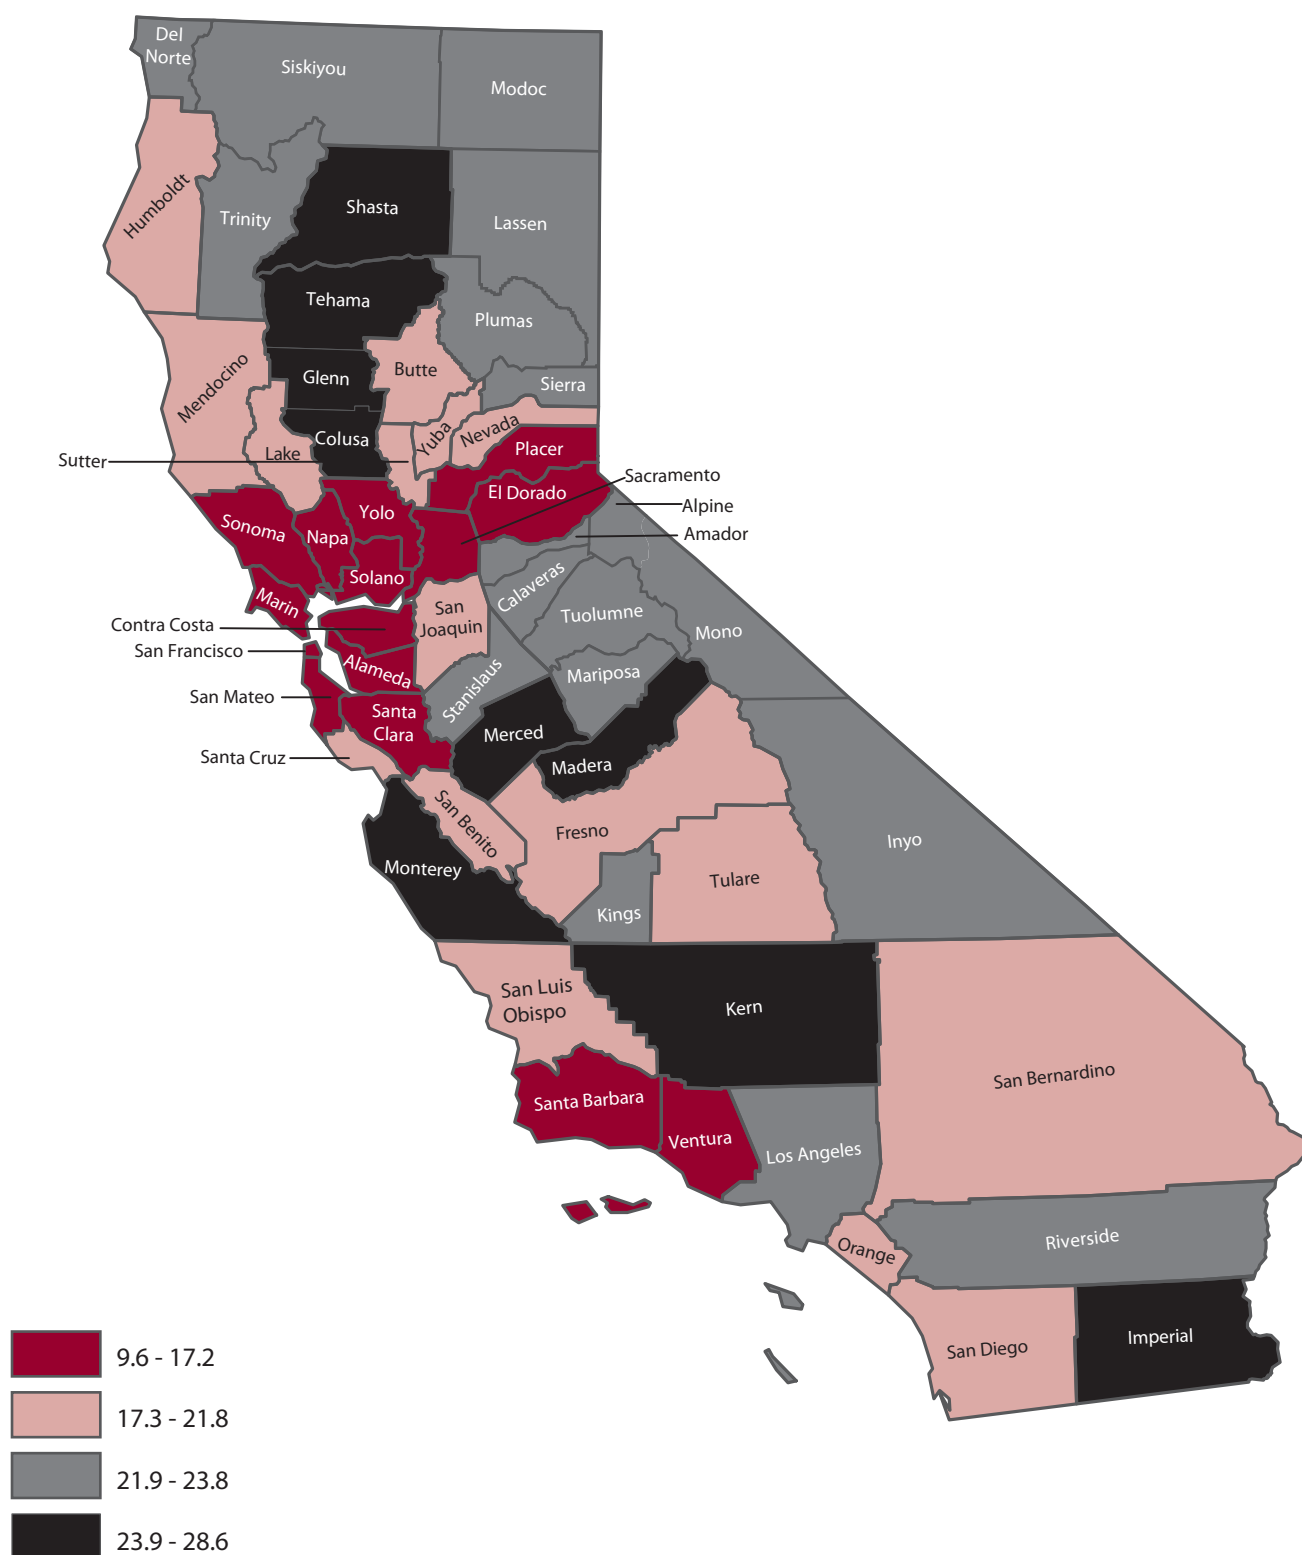 Del
Norte
Siskiyou
Modoc
Humboldt
Trinity
Shasta
Lassen
Tehama
Plumas
Mendocino
Glenn
Butte
Sierra
Colusa
Yuba
Nevada
Lake
Sutter
Placer
El Dorado
Sacramento
Alpine
Amador
Sonoma
Napa
Yolo
Solano
Marin
Calaveras
San
Joaquin
Tuolumne
Mono
Contra Costa
San Francisco
Alameda
Stanislaus
Mariposa
San Mateo
Santa
Clara
Merced
Santa Cruz
Madera
San Benito
Fresno
Inyo
Monterey
Tulare
Kings
San Luis
Obispo
Kern
San Bernardino
Santa Barbara
Ventura
Los Angeles
Orange
Riverside
San Diego
Imperial
9.6 - 17.2
17.3 - 21.8
21.9 - 23.8
23.9 - 28.6